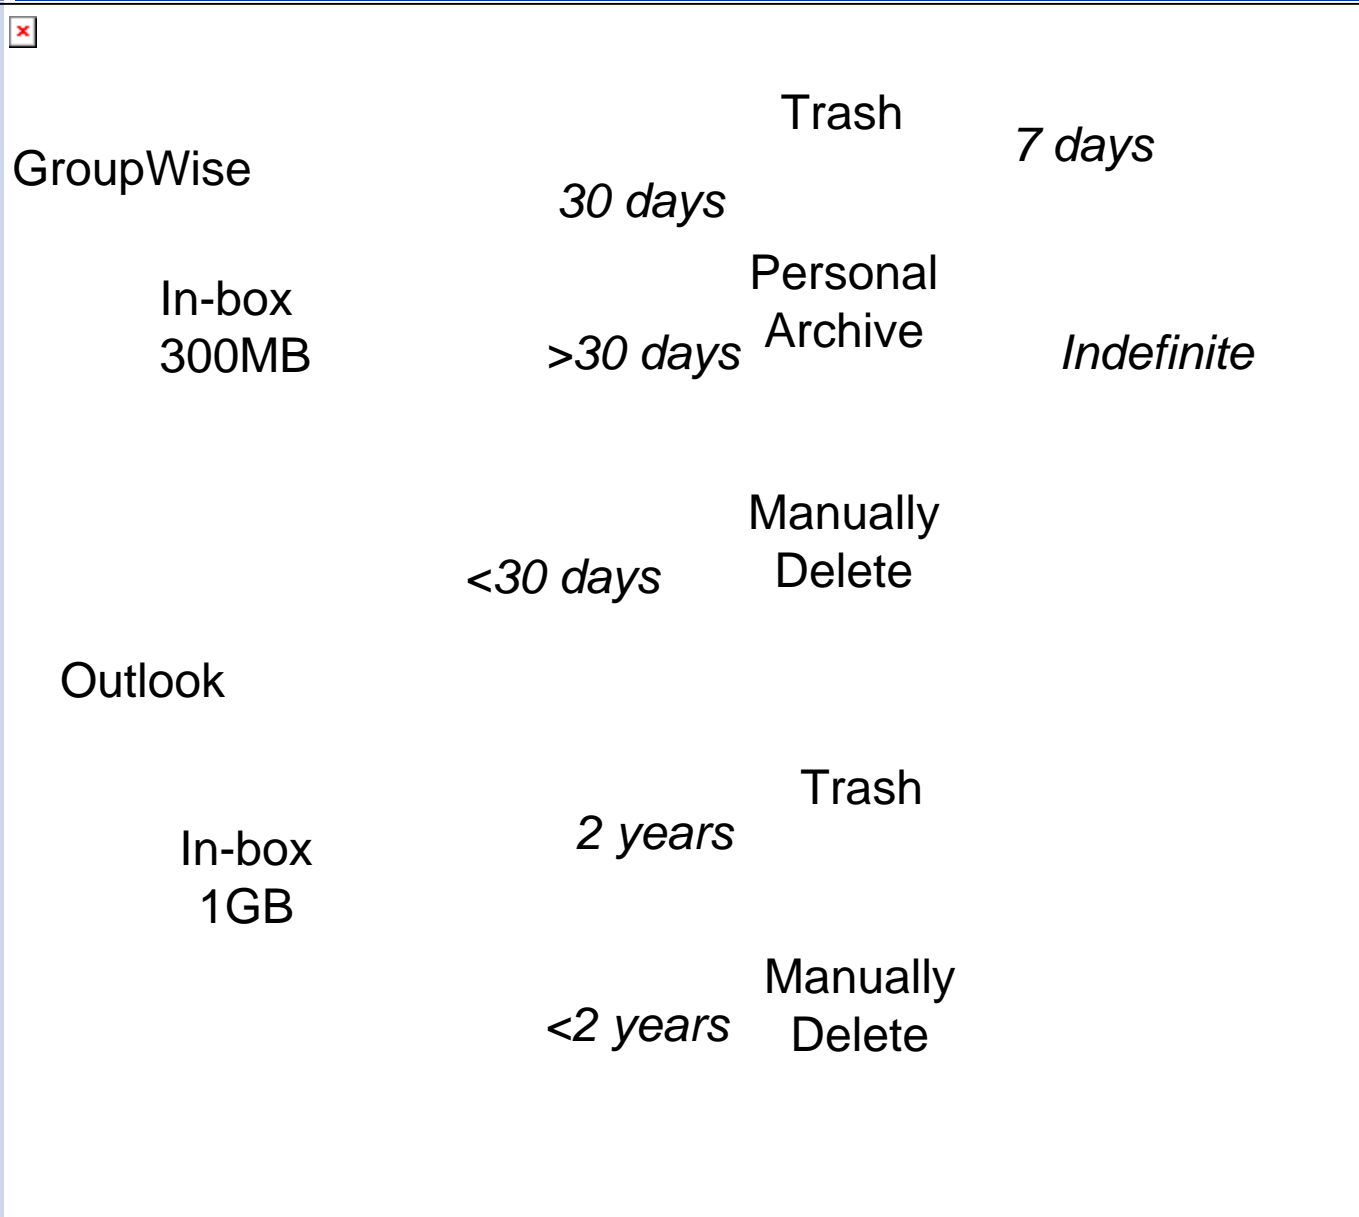 Trash
7 days
GroupWise
30 days
Personal
Archive
In-box
300MB
>30 days
Indefinite
Manually
Delete
<30 days
Outlook
Trash
2 years
In-box
1GB
Manually
Delete
<2 years